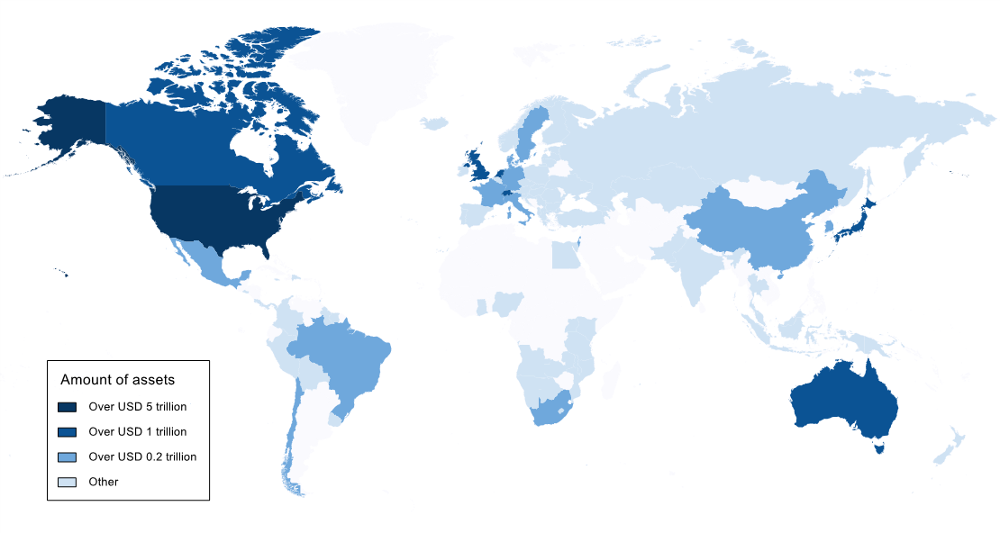 Amount of assets
Over USD 5 trillion
Over USD 1 trillion
Over USD 0.2 trillion
Other